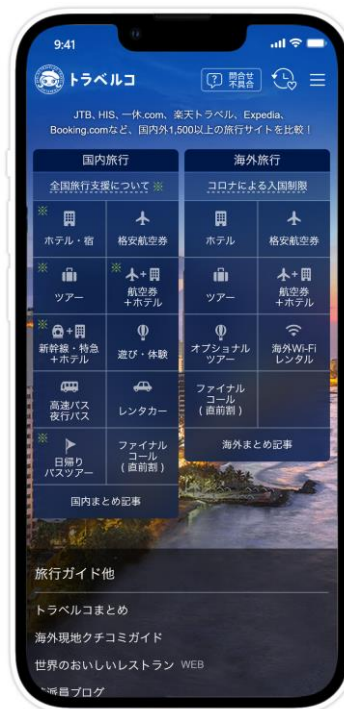 9:41
トラベルコ
? 問合せ
不具合
JTB、HIS、一休.com、楽天トラベル、Expedia、
Booking.comなど、国内外1,500以上の旅行サイトを比較！
国内旅行
全国旅行支援について ※
※
ホテル・宿
格安航空券
※
ツアー
※ +
航空券
+ホテル
※ +
新幹線・特急
+ホテル
遊び・体験
高速バス
夜行バス
レンタカー
※
日帰り
バスツアー
ファイナル
コール
(直前割)
国内まとめ記事
海外旅行
コロナによる入国制限
ホテル
格安航空券
ツアー
+
航空券
+ホテル
オプショナル
ツアー
海外Wi-Fi
レンタル
ファイナル
コール
(直前割)
海外まとめ記事
旅行ガイド他
トラベルコまとめ
海外現地クチコミガイド
世界のおいしいレストラン WEB
派員ブログ